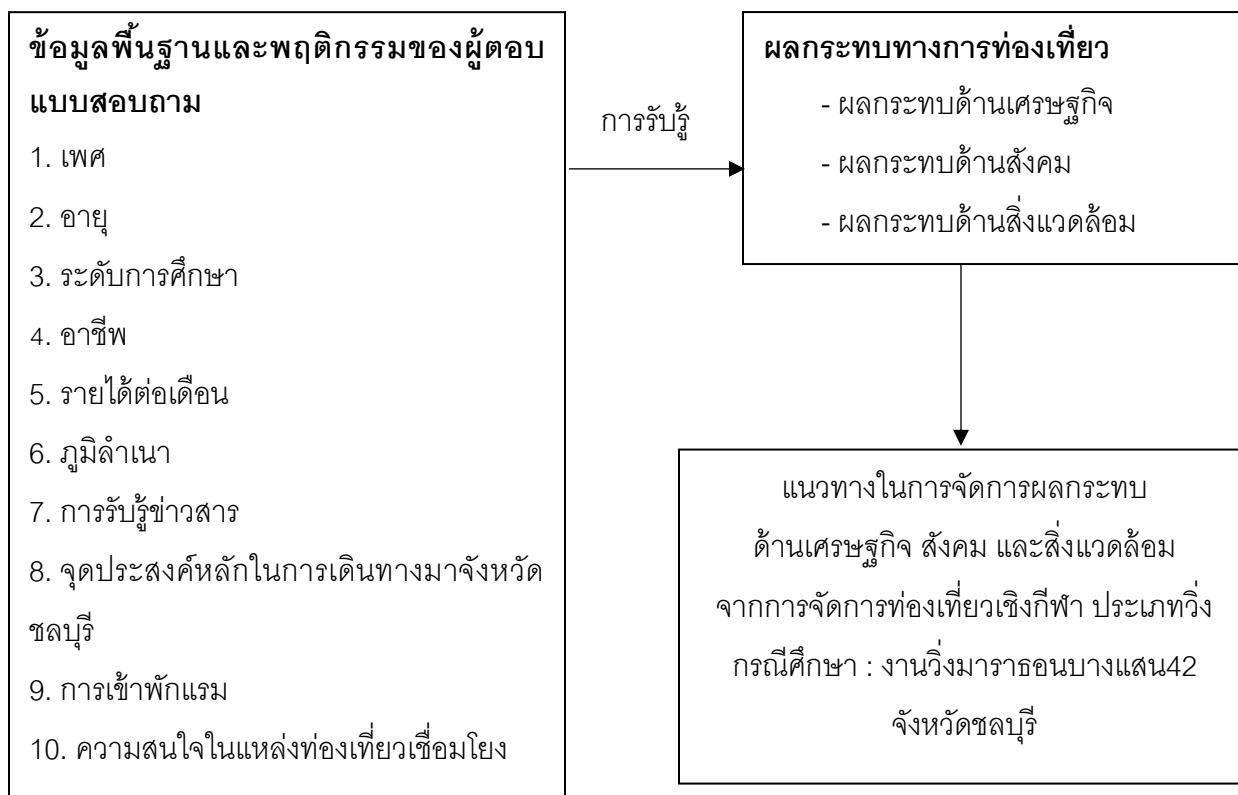 ข้อมูลพื้นฐานและพฤติกรรมของผู้ตอบ
แบบสอบถาม
1. เพศ
2. อายุ
3. ระดับการศึกษา
4. อาชีพ
5. รายได้ต่อเดือน
6. ภูมิลำเนา
7. การรับรู้ข่าวสาร
8. จุดประสงค์หลักในการเดินทางมาจังหวัด
ชลบุรี
9. การเข้าพักแรม
10. ความสนใจในแหล่งท่องเที่ยวเชื่อมโยง
การรับรู้
ผลกระทบทางการท่องเที่ยว
- ผลกระทบด้านเศรษฐกิจ
- ผลกระทบด้านสังคม
- ผลกระทบด้านสิ่งแวดล้อม
แนวทางในการจัดการผลกระทบ
ด้านเศรษฐกิจ สังคม และสิ่งแวดล้อม
จากการจัดการท่องเที่ยวเชิงกีฬา ประเภทวิ่ง
กรณีศึกษา : งานวิ่งมาราธอนบางแสน42
จังหวัดชลบุรี